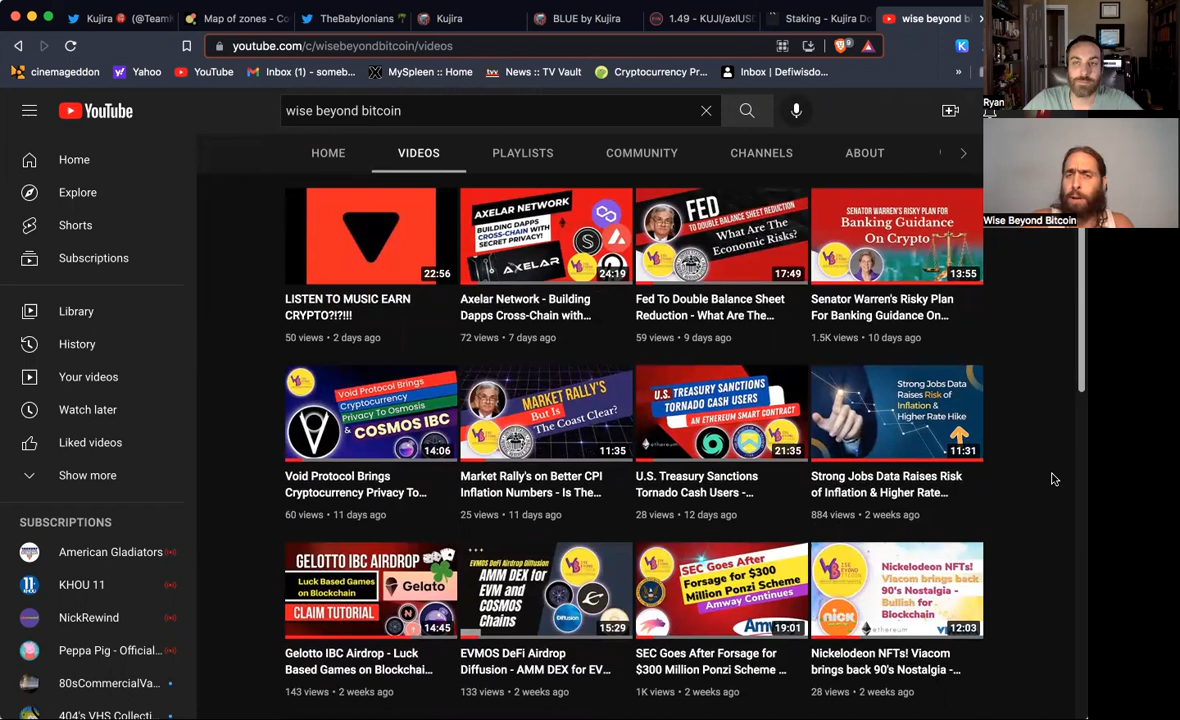 Kujira (@TeamK
Map of zones - Co
TheBabylonians
Kujira
BLUE by Kujira
1.49 - KUJI/axlUS
Staking - Kujira Do
wise beyond b
youtube.com/c/wisebeyondbitcoin/videos
cinemageddon
Yahoo
YouTube
Inbox (1) - someb...
MySpleen :: Home
News :: TV Vault
Cryptocurrency Pr...
Inbox | Defiwisdo...
»
Ryan
YouTube
wise beyond bitcoin
HOME
VIDEOS
PLAYLISTS
COMMUNITY
CHANNELS
ABOUT
Wise Beyond Bitcoin
Home
Explore
Shorts
Subscriptions
Library
History
Your videos
Watch later
Liked videos
Show more
SUBSCRIPTIONS
American Gladiators
KHOU 11
NickRewind
Peppa Pig - Official...
80sCommercialVa...
404's VHS Collecti...
22:56
LISTEN TO MUSIC EARN
CRYPTO?!?!!!
50 views • 2 days ago
AXELAR NETWORK
BUILDING DAPPS
CROSS-CHAIN WITH
SECRET PRIVACY!
AXELAR
24:19
Axelar Network - Building
Dapps Cross-Chain with...
72 views • 7 days ago
FED
TO DOUBLE BALANCE SHEET
REDUCTION -
What Are The
Economic Risks?
17:49
Fed To Double Balance Sheet
Reduction - What Are The...
59 views • 9 days ago
SENATOR WARREN'S RISKY PLAN FOR
Banking Guidance
On Crypto
13:55
Senator Warren's Risky Plan
For Banking Guidance On...
1.5K views • 10 days ago
Void Protocol Brings
Cryptocurrency
Privacy To Osmosis
& COSMOS IBC
14:06
Void Protocol Brings
Cryptocurrency Privacy To...
60 views • 11 days ago
MARKET RALLY'S
But Is
The Coast Clear?
11:35
Market Rally's on Better CPI
Inflation Numbers - Is The...
25 views • 11 days ago
U.S. TREASURY SANCTIONS
TORNADO CASH USERS -
AN ETHEREUM SMART CONTRACT
ethereum
21:35
U.S. Treasury Sanctions
Tornado Cash Users -...
28 views • 12 days ago
Strong Jobs Data
Raises Risk of
Inflation &
Higher Rate
Hike
11:31
Strong Jobs Data Raises Risk
of Inflation & Higher Rate...
884 views • 2 weeks ago
GELOTTO IBC AIRDROP -
Luck Based Games
on Blockchain
Gelato
CLAIM TUTORIAL
14:45
Gelotto IBC Airdrop - Luck
Based Games on Blockchai...
143 views • 2 weeks ago
EVMOS DeFi Airdrop Diffusion -
AMM DEX for
EVM and
COSMOS
Chains
Diffusion
15:29
EVMOS DeFi Airdrop
Diffusion - AMM DEX for EV...
133 views • 2 weeks ago
SEC Goes After
Forsage for $300
Million Ponzi Scheme
Amway Continues
19:01
SEC Goes After Forsage for
$300 Million Ponzi Scheme ...
1K views • 2 weeks ago
Nickelodeon NFTs!
Viacom brings back
90's Nostalgia -
Bullish for
Blockchain
nick
ethereum
12:03
Nickelodeon NFTs! Viacom
brings back 90's Nostalgia -...
28 views • 2 weeks ago